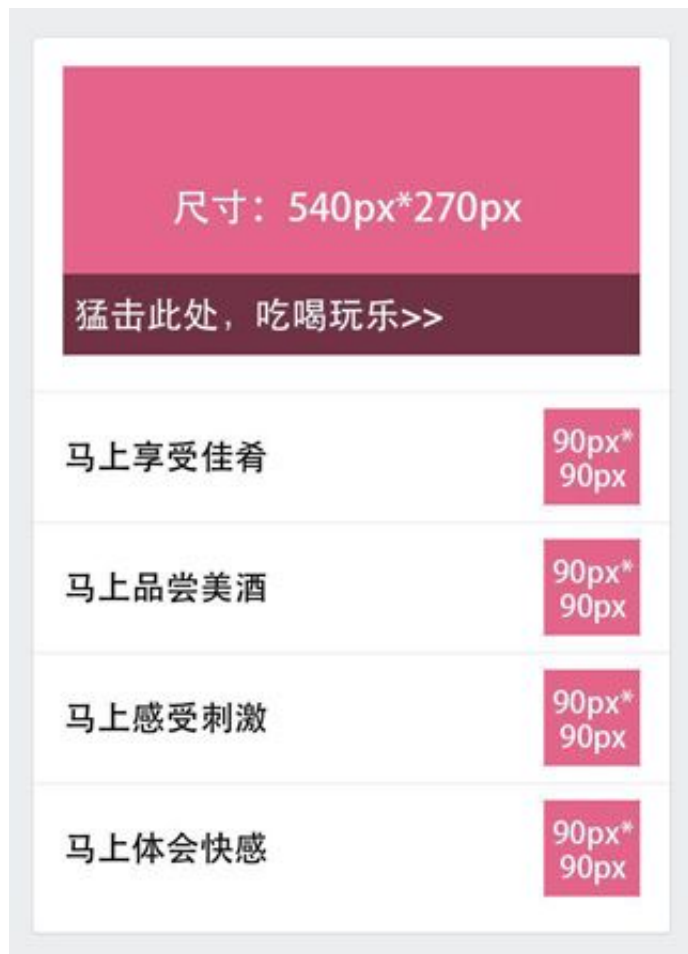 尺寸：540px*270px
猛击此处，吃喝玩乐>>
马上享受佳肴
90px*
90px
马上品尝美酒
90px*
90px
马上感受刺激
90px*
90px
马上体会快感
90px*
90px